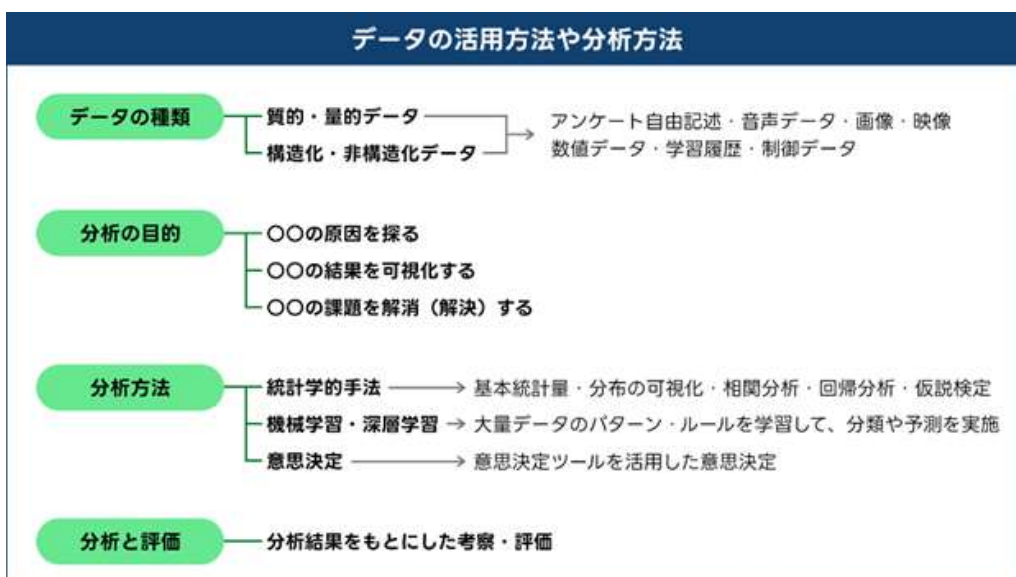 データの活用方法や分析方法
データの種類
質的・量的データ
構造化・非構造化データ
アンケート自由記述・音声データ・画像・映像
数値データ・学習履歴・制御データ
分析の目的
〇〇の原因を探る
〇〇の結果を可視化する
〇〇の課題を解消（解決）する
分析方法
統計学的手法
基本統計量・分布の可視化・相関分析・回帰分析・仮説検定
機械学習・深層学習
大量データのパターン・ルールを学習して、分類や予測を実施
意思決定
意思決定ツールを活用した意思決定
分析と評価
分析結果をもとにした考察・評価